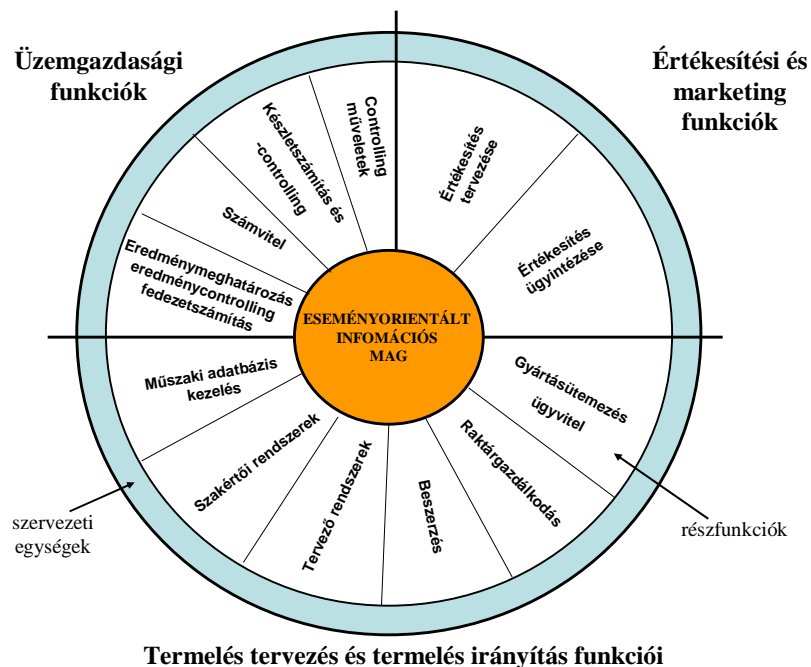 Üzemgazdasági
funkciók
Értékesítési és
marketing
funkciók
Controlling
műveletek
Készletszámítás és
-controlling
Számvitel
Eredménymeghatározás
eredménycontrolling
fedezetszámítás
Értékesítés
tervezése
Értékesítés
ügyintézése
ESEMÉNYORIENTÁLT
INFOMÁCIÓS
MAG
Műszaki adatbázis
kezelés
Szakértői rendszerek
Tervező rendszerek
Beszerzés
Raktárgazdálkodás
Gyártásütemezés
ügyvitel
szervezeti
egységek
részfunkciók
Termelés tervezés és termelés irányítás funkciói